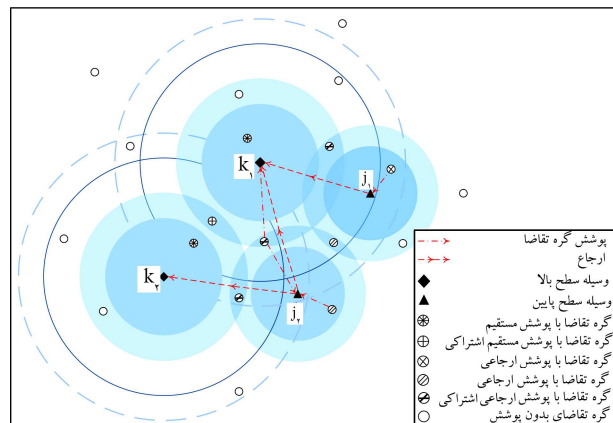 k۱
j۱
k۲
j۲
پوشش گره تقاضا
ارجاع
وسیله سطح بالا
وسیله سطح پایین
گره تقاضا با پوشش مستقیم
گره تقاضا با پوشش مستقیم اشتراکی
گره تقاضا با پوشش ارجاعی
گره تقاضا با پوشش ارجاعی
گره تقاضا با پوشش ارجاعی اشتراکی
گره تقاضای بدون پوشش